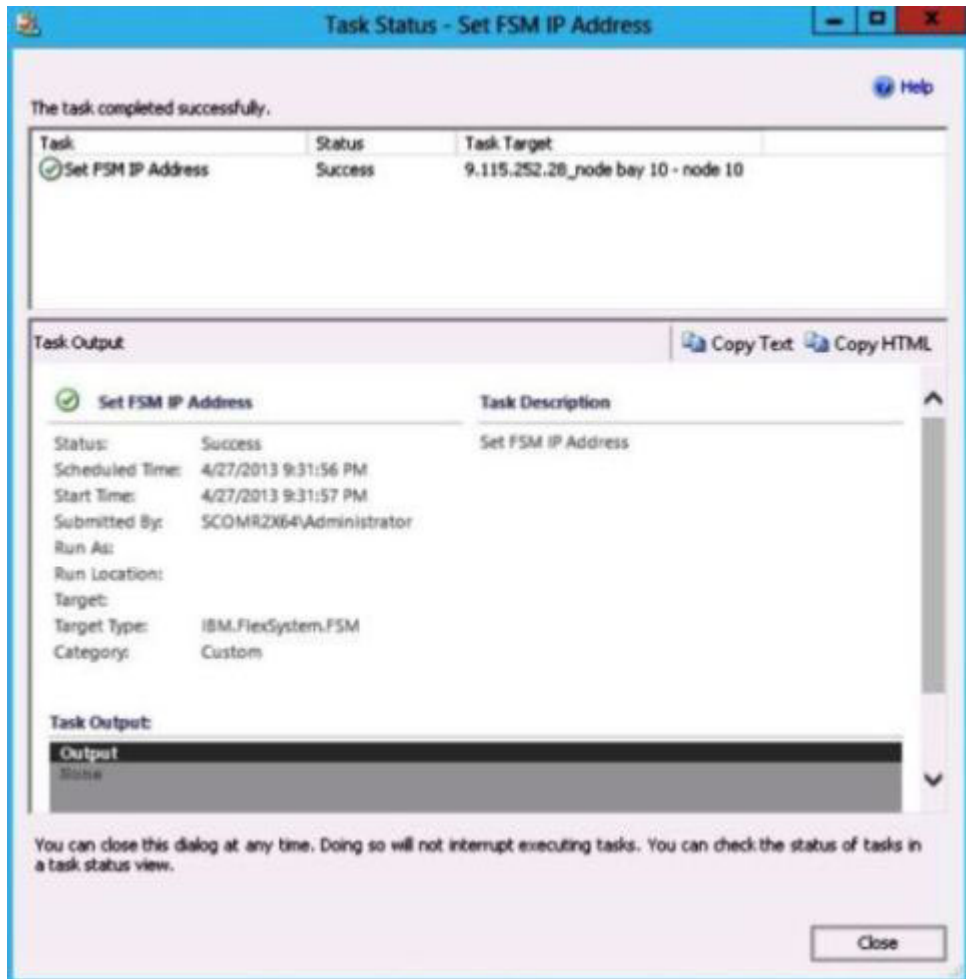 Task Status - Set FSM IP Address
Help
The task completed successfully.
Task Status Task Target
Set FSM IP Address Success 9.115.252.28_node bay 10 - node 10
Task Output Copy Text Copy HTML
Set FSM IP Address Task Description
Status: Success Set FSM IP Address
Scheduled Time: 4/27/2013 9:31:56 PM
Start Time: 4/27/2013 9:31:57 PM
Submitted By: SCOMR2X64\Administrator
Run As:
Run Location:
Target:
Target Type: IBM.FlexSystem.FSM
Category: Custom
Task Output:
Output
None
You can close this dialog at any time. Doing so will not interrupt executing tasks. You can check the status of tasks in
a task status view.
Close